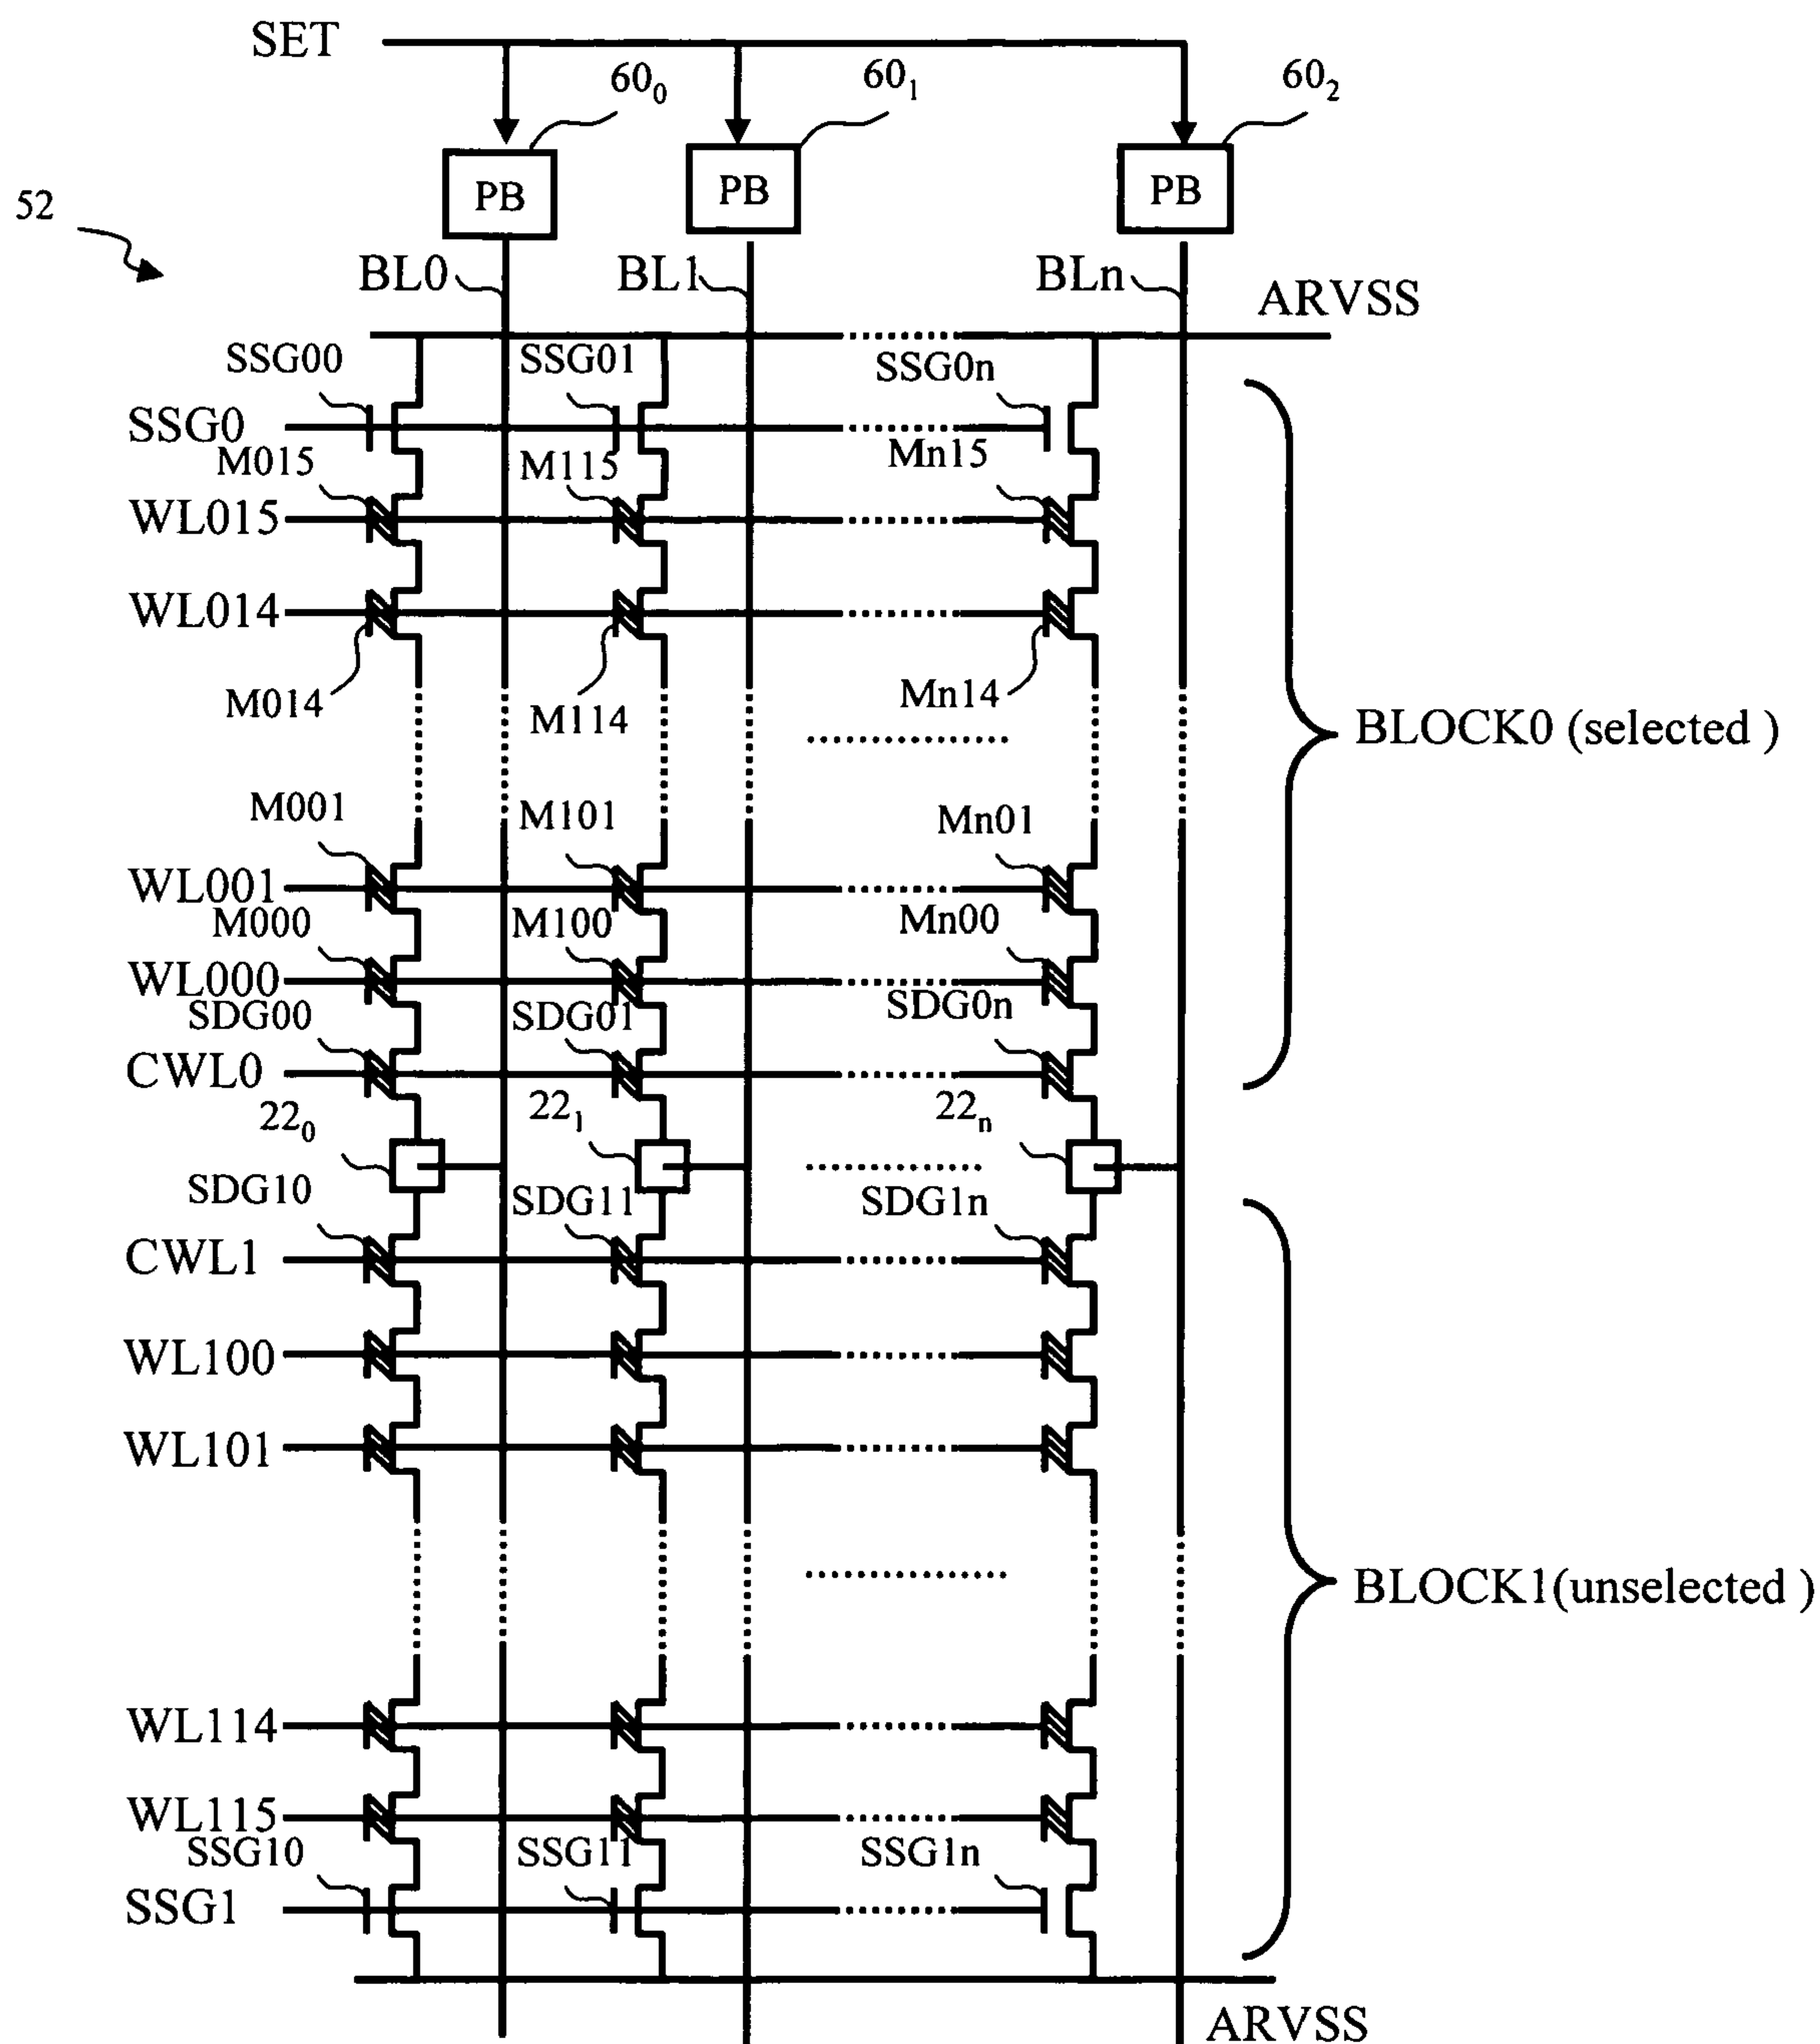 SET
60₀
60₁
60₂
PB
PB
PB
52
BL0
BL1
BLn
ARVSS
SSG00
SSG01
SSG0n
SSG0
M015
M115
Mn15
WL015
WL014
M014
M114
Mn14
BLOCK0 (selected )
M001
M101
Mn01
WL001
M000
M100
Mn00
WL000
SDG00
SDG01
SDG0n
CWL0
22₀
22₁
22ₙ
SDG10
SDG11
SDG1n
CWL1
WL100
WL101
BLOCK1(unselected )
WL114
WL115
SSG10
SSG11
SSG1n
SSG1
ARVSS